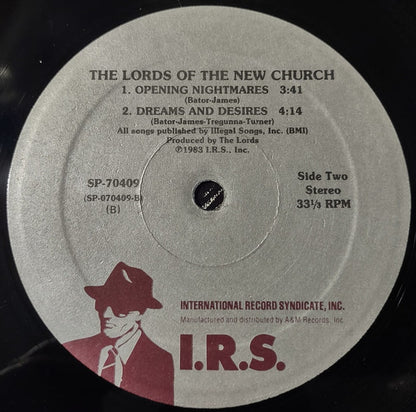 THE LORDS OF THE NEW CHURCH
1. OPENING NIGHTMARES 3:41
(Bator-James)
2. DREAMS AND DESIRES 4:14
(Bator-James-Tregunna-Turner)
All songs published by Illegal Songs, Inc. (BMI)
Produced by The Lords
℗1983 I.R.S., Inc.
SP-70409
(SP-070409-B)
(B)
Side Two
Stereo
33⅓ RPM
INTERNATIONAL RECORD SYNDICATE, INC.
Manufactured and distributed by A&M Records, Inc.
I.R.S.